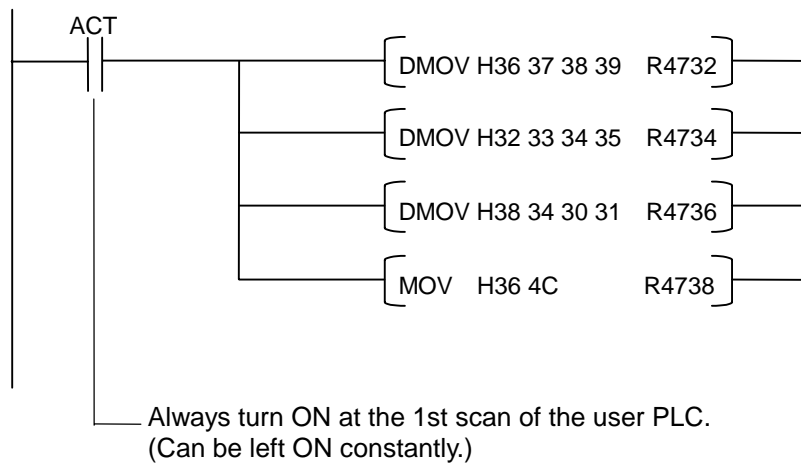 ACT
DMOV H36 37 38 39 R4732
DMOV H32 33 34 35 R4734
DMOV H38 34 30 31 R4736
MOV H36 4C R4738
Always turn ON at the 1st scan of the user PLC.
(Can be left ON constantly.)